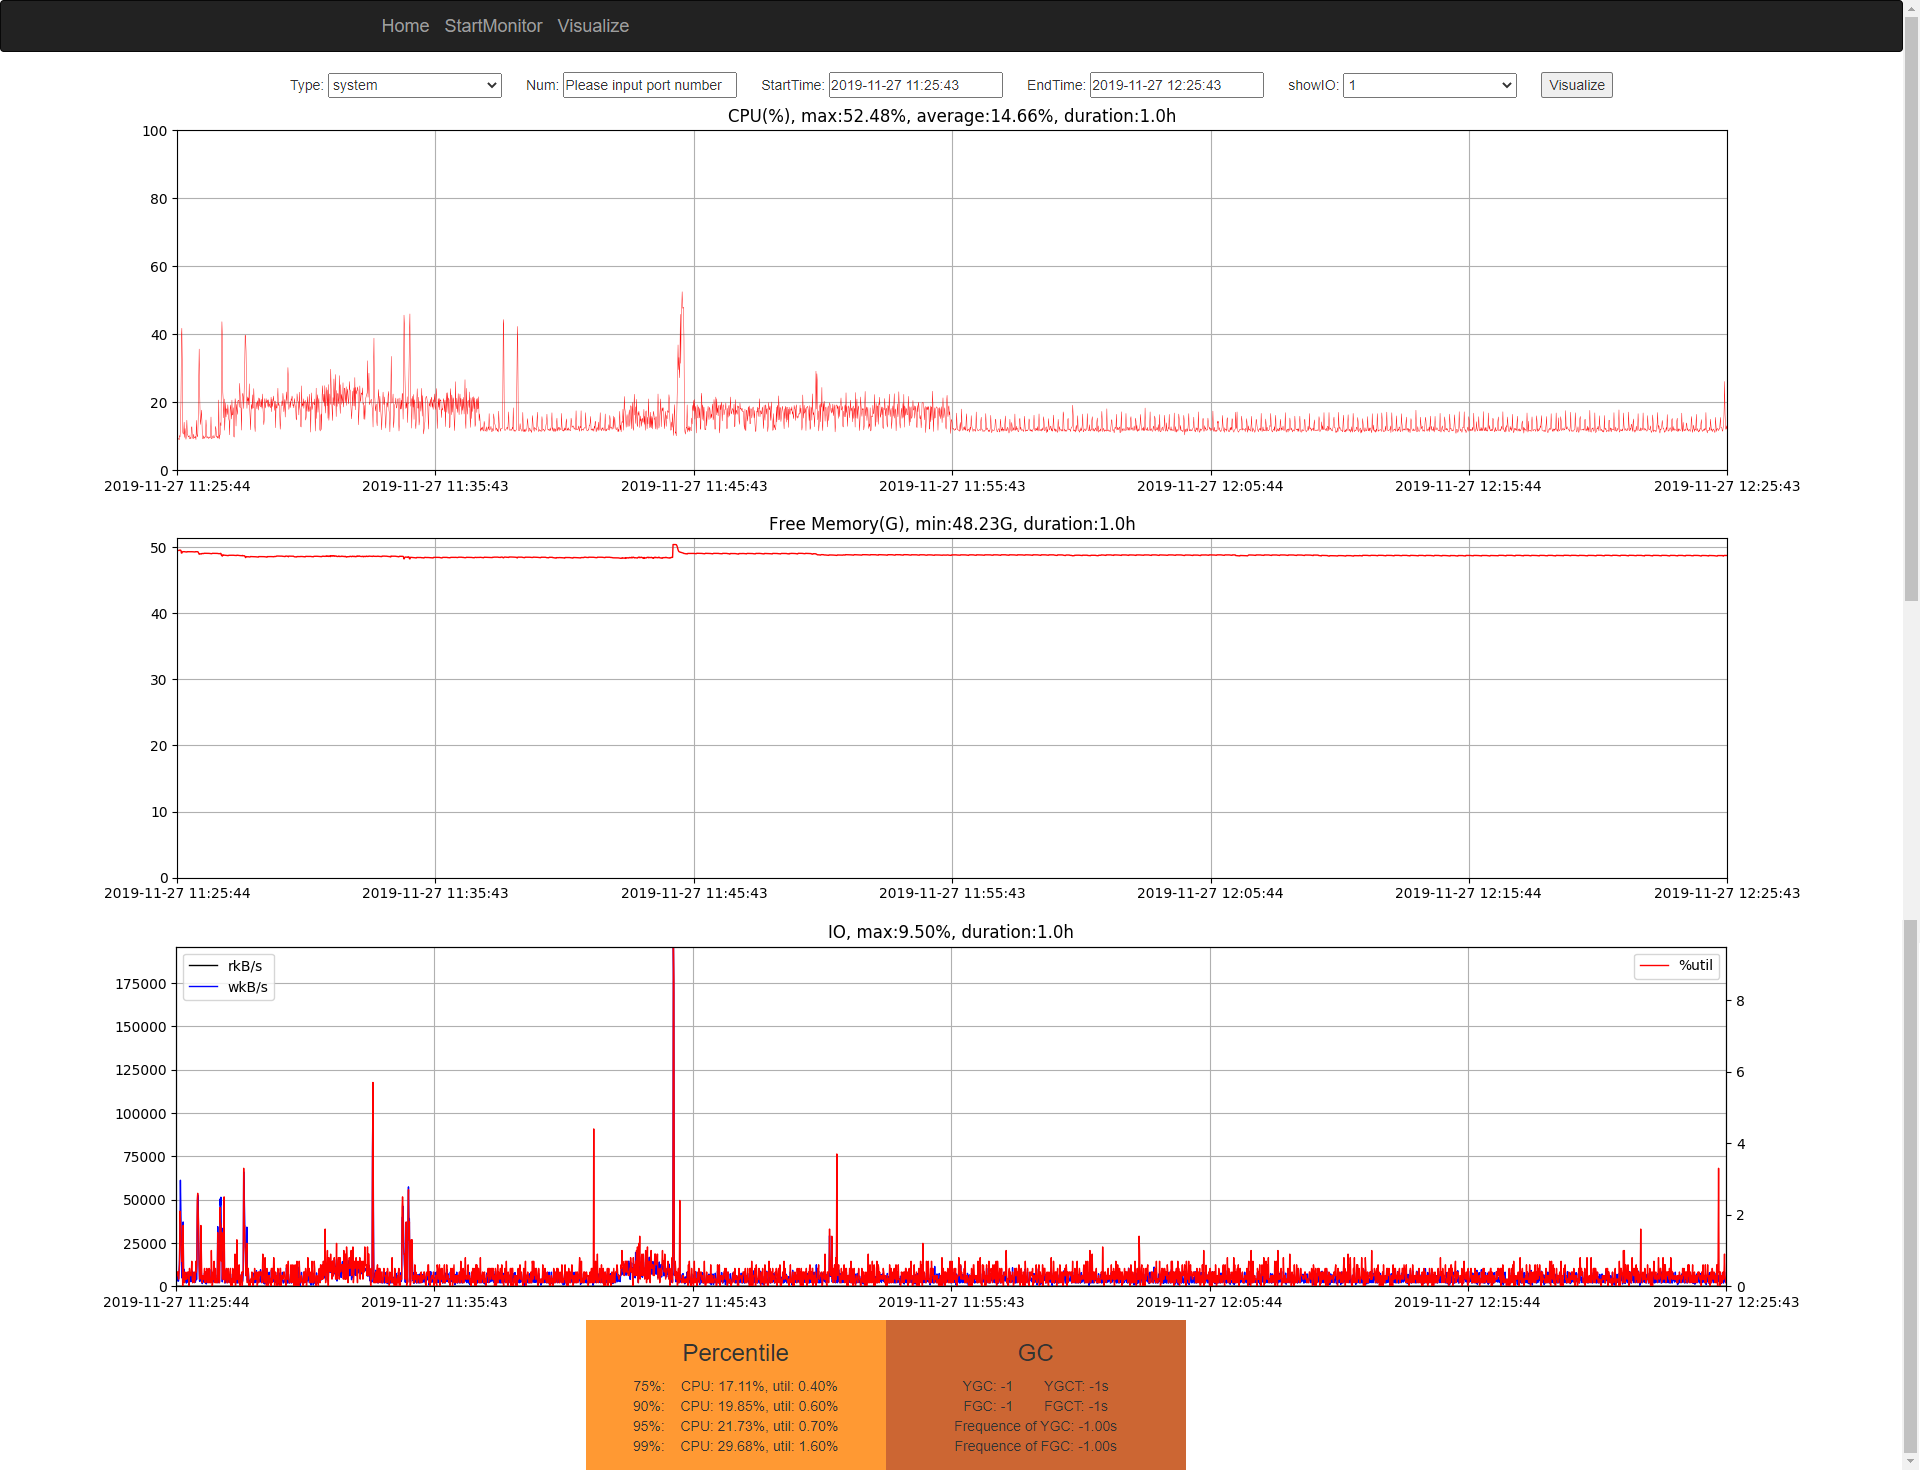 Home StartMonitor Visualize
Type: system Num: Please input port number StartTime: 2019-11-27 11:25:43 EndTime: 2019-11-27 12:25:43 showIO: 1 Visualize
CPU(%), max:52.48%, average:14.66%, duration:1.0h
100
80
60
40
20
0
2019-11-27 11:25:44 2019-11-27 11:35:43 2019-11-27 11:45:43 2019-11-27 11:55:43 2019-11-27 12:05:44 2019-11-27 12:15:44 2019-11-27 12:25:43
Free Memory(G), min:48.23G, duration:1.0h
50
40
30
20
10
0
2019-11-27 11:25:44 2019-11-27 11:35:43 2019-11-27 11:45:43 2019-11-27 11:55:43 2019-11-27 12:05:44 2019-11-27 12:15:44 2019-11-27 12:25:43
IO, max:9.50%, duration:1.0h
rkB/s
wkB/s
%util
175000
150000
125000
100000
75000
50000
25000
0
8
6
4
2
0
2019-11-27 11:25:44 2019-11-27 11:35:43 2019-11-27 11:45:43 2019-11-27 11:55:43 2019-11-27 12:05:44 2019-11-27 12:15:44 2019-11-27 12:25:43
Percentile
75%: CPU: 17.11%, util: 0.40%
90%: CPU: 19.85%, util: 0.60%
95%: CPU: 21.73%, util: 0.70%
99%: CPU: 29.68%, util: 1.60%
GC
YGC: -1 YGCT: -1s
FGC: -1 FGCT: -1s
Frequence of YGC: -1.00s
Frequence of FGC: -1.00s